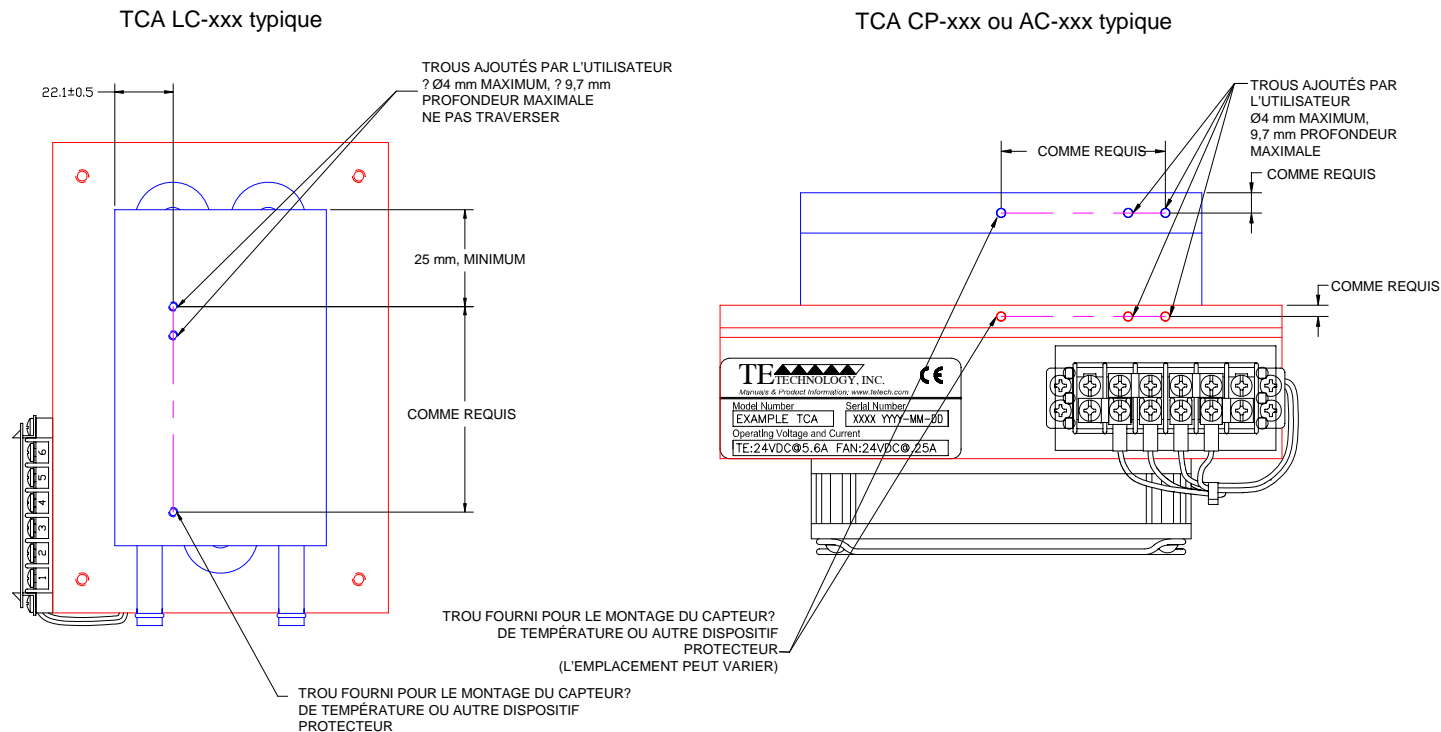 TCA LC-xxx typique
22.1±0.5
TROUS AJOUTÉS PAR L'UTILISATEUR
? Ø4 mm MAXIMUM, ? 9,7 mm
PROFONDEUR MAXIMALE
NE PAS TRAVERSER
25 mm, MINIMUM
COMME REQUIS
6
5
4
3
2
1
TROU FOURNI POUR LE MONTAGE DU CAPTEUR?
DE TEMPÉRATURE OU AUTRE DISPOSITIF
PROTECTEUR
TCA CP-xxx ou AC-xxx typique
TROUS AJOUTÉS PAR
L'UTILISATEUR
Ø4 mm MAXIMUM,
9,7 mm PROFONDEUR
MAXIMALE
COMME REQUIS
COMME REQUIS
COMME REQUIS
TE TECHNOLOGY, INC.
CE
Manuals & Product Information: www.tetech.com
Model Number Serial Number
EXAMPLE TCA XXXX YYYY-MM-DD
Operating Voltage and Current
TE:24VDC@5.6A FAN:24VDC@.25A
TROU FOURNI POUR LE MONTAGE DU CAPTEUR?
DE TEMPÉRATURE OU AUTRE DISPOSITIF
PROTECTEUR
(L'EMPLACEMENT PEUT VARIER)